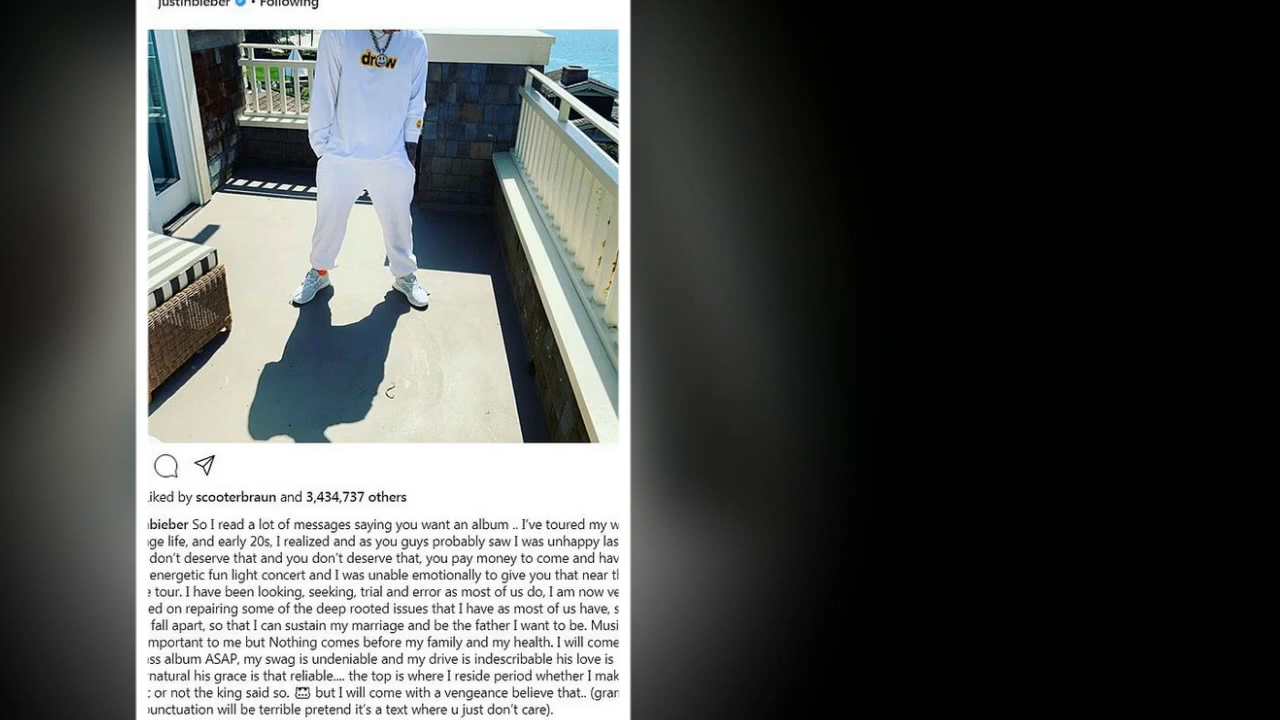 justinbieber • Following
drew
liked by scooterbraun and 3,434,737 others
bieber So I read a lot of messages saying you want an album .. I've toured my
life, and early 20s, I realized and as you guys probably saw I was unhappy
don't deserve that and you don't deserve that, you pay money to come and
energetic fun light concert and I was unable emotionally to give you that near
tour. I have been looking, seeking, trial and error as most of us do, I am now
on repairing some of the deep rooted issues that I have as most of us have,
fall apart, so that I can sustain my marriage and be the father I want to be.
to me but Nothing comes before my family and my health. I will come
album ASAP, my swag is undeniable and my drive is indescribable his love is
his grace is that reliable.... the top is where I reside period whether I
or not the king said so. but I will come with a vengeance believe that..
will be terrible pretend it's a text where u just don't care).